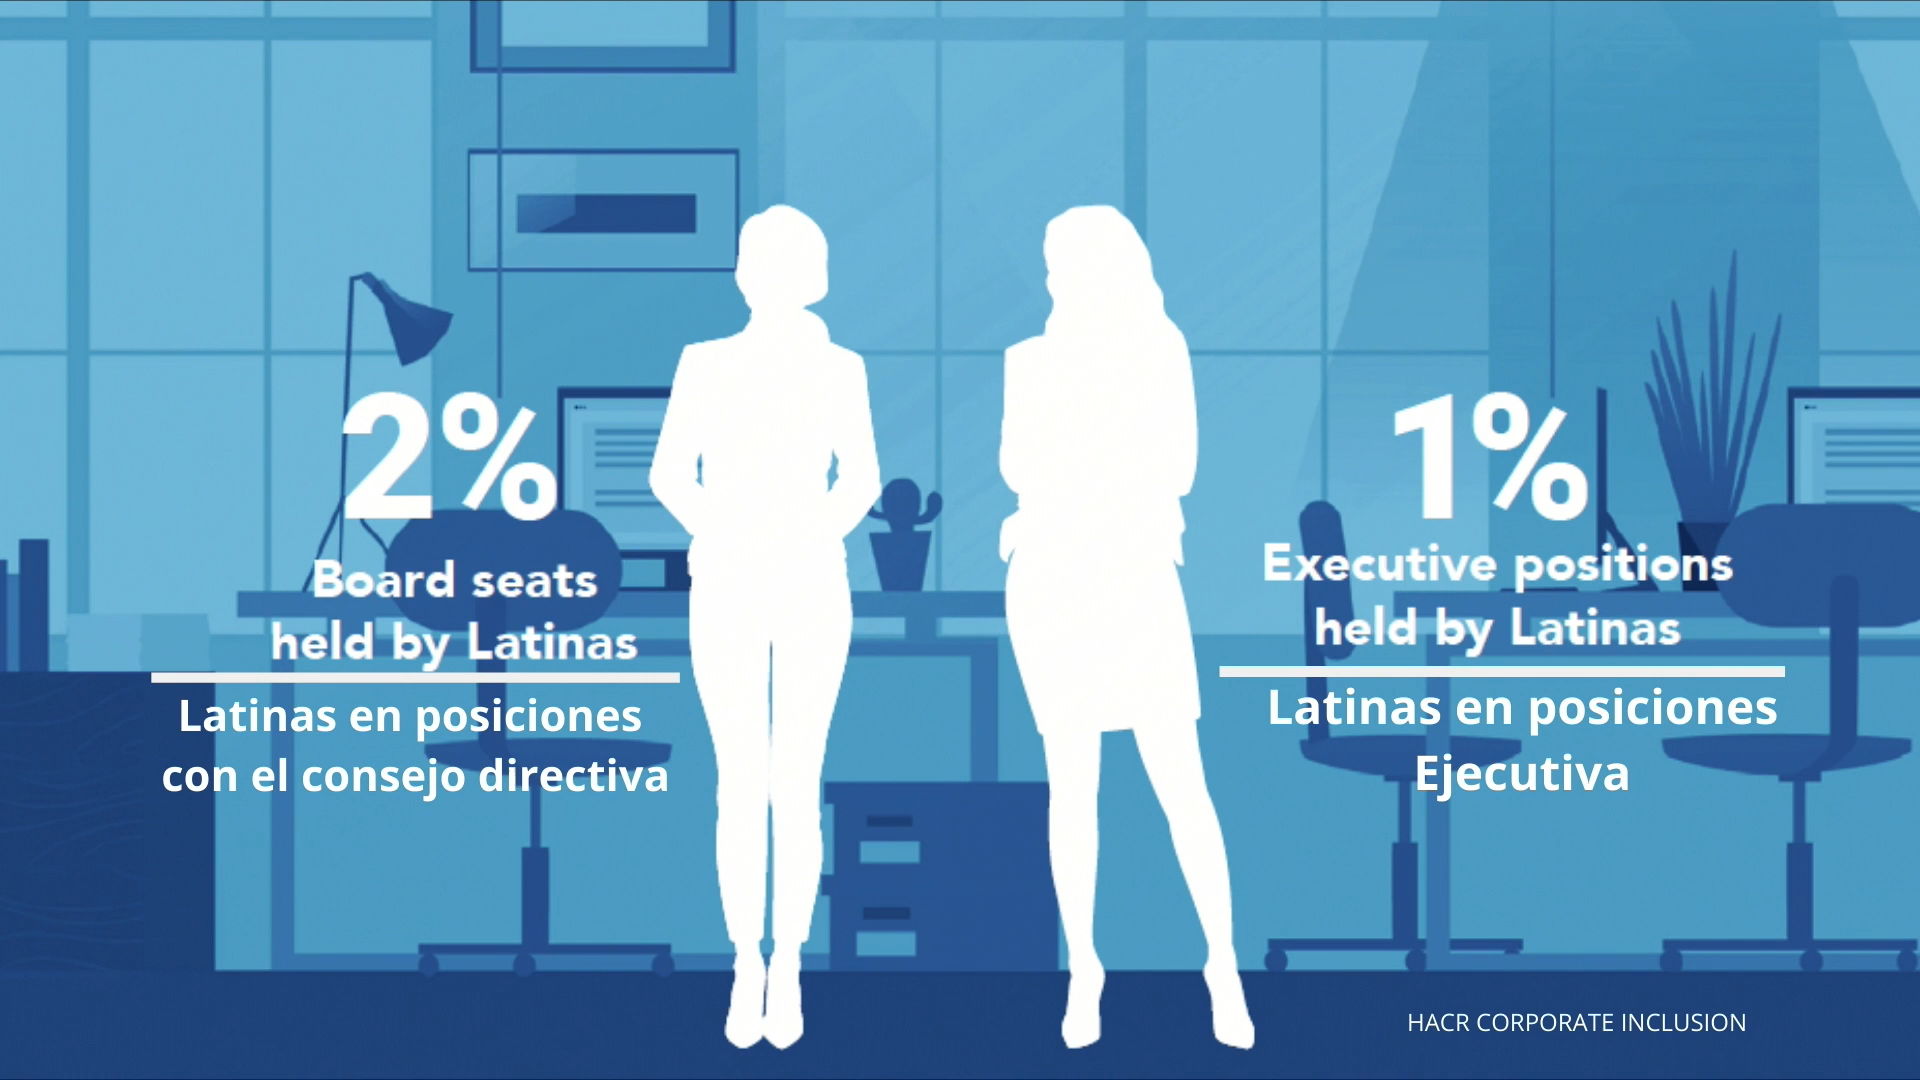 2%
Board seats
held by Latinas
Latinas en posiciones
con el consejo directiva
1%
Executive positions
held by Latinas
Latinas en posiciones
Ejecutiva
HACR CORPORATE INCLUSION